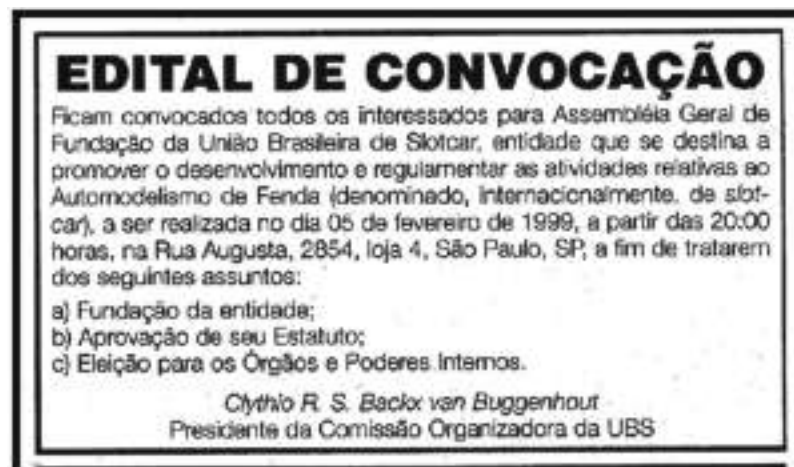 EDITAL DE CONVOCAÇÃO
Ficam convocados todos os interessados para Assembléia Geral de
Fundação da União Brasileira de Slotcar, entidade que se destina a
promover o desenvolvimento e regulamentar as atividades relativas ao
Automodelismo de Fenda (denominado, internacionalmente, de slot-
car), a ser realizada no dia 05 de fevereiro de 1999, a partir das 20:00
horas, na Rua Augusta, 2854, loja 4, São Paulo, SP, a fim de tratarem
dos seguintes assuntos:
a) Fundação da entidade;
b) Aprovação de seu Estatuto;
c) Eleição para os Órgãos e Poderes Internos.
Clythio R. S. Backx van Buggenhout
Presidente da Comissão Organizadora da UBS